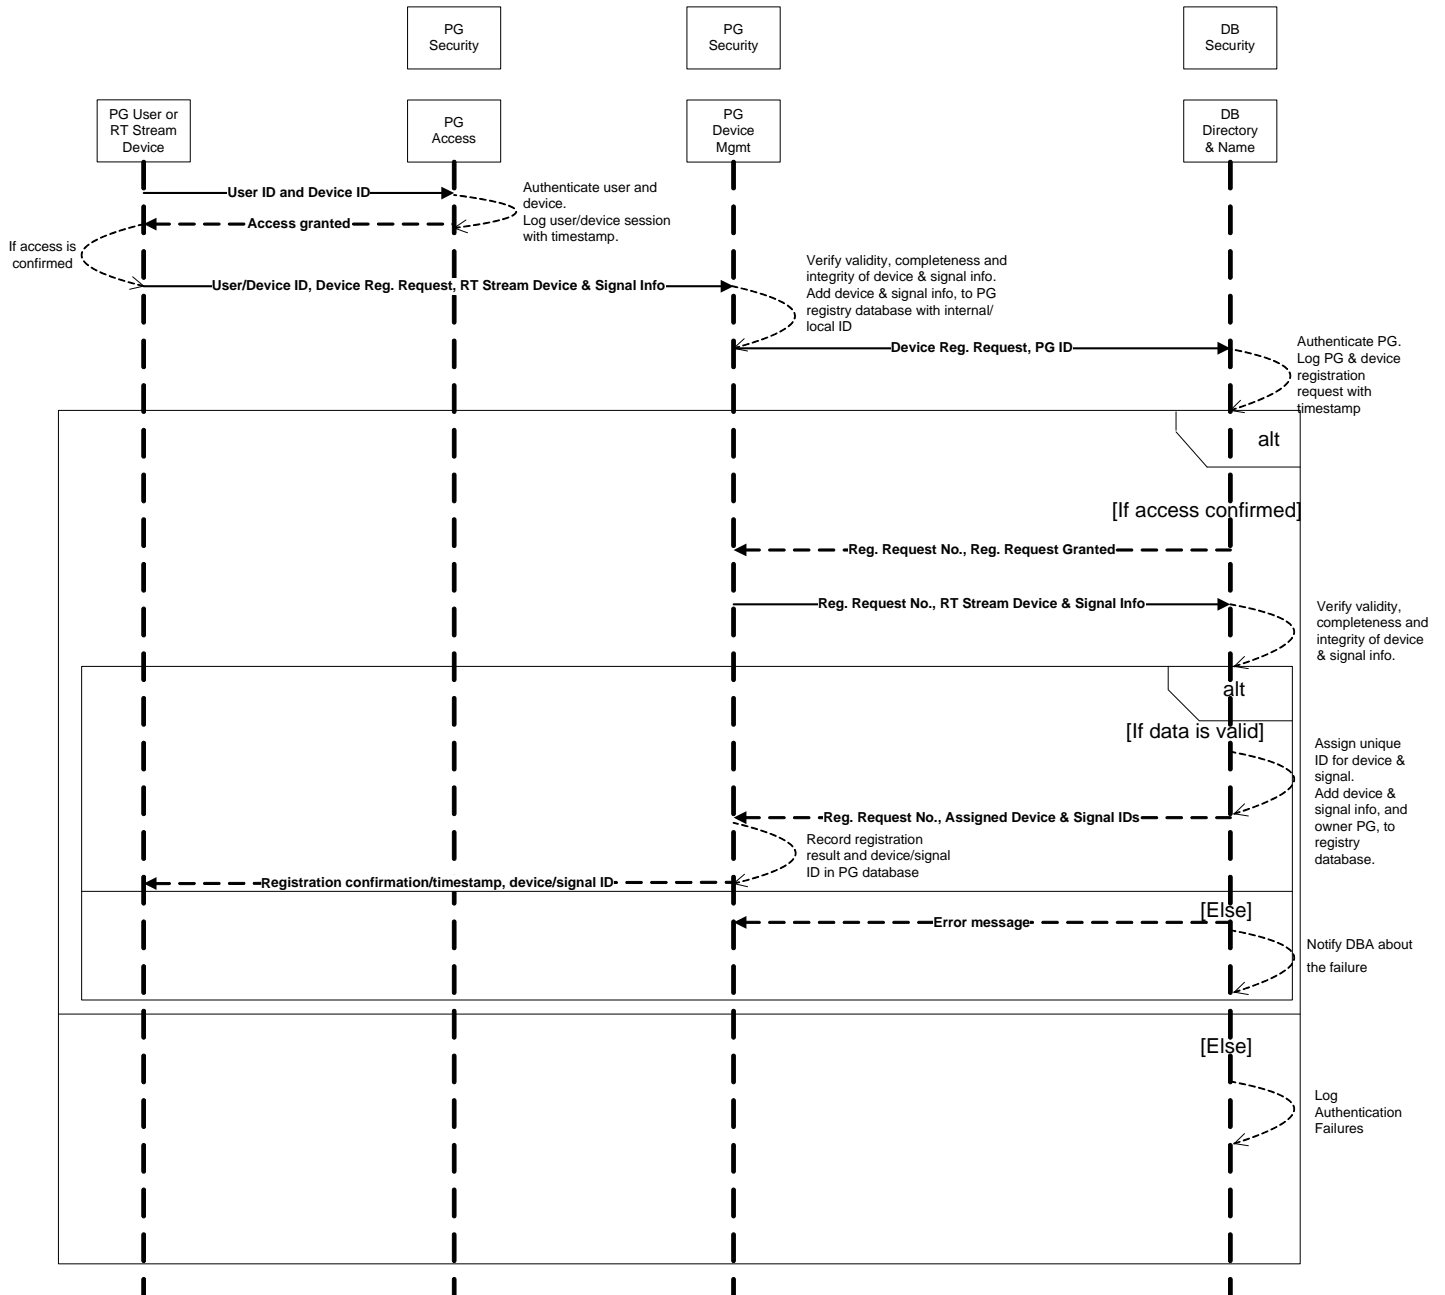 PG
Security
PG
Security
DB
Security
PG User or
RT Stream
Device
PG
Access
PG
Device
Mgmt
DB
Directory
& Name
User ID and Device ID
Authenticate user and
device.
Log user/device session
with timestamp.
Access granted
If access is
confirmed
User/Device ID, Device Reg. Request, RT Stream Device & Signal Info
Verify validity, completeness and
integrity of device & signal info.
Add device & signal info, to PG
registry database with internal/
local ID
Device Reg. Request, PG ID
Authenticate PG.
Log PG & device
registration
request with
timestamp
alt
[If access confirmed]
Reg. Request No., Reg. Request Granted
Reg. Request No., RT Stream Device & Signal Info
Verify validity,
completeness and
integrity of device
& signal info.
alt
[If data is valid]
Assign unique
ID for device &
signal.
Add device &
signal info, and
owner PG, to
registry
database.
Reg. Request No., Assigned Device & Signal IDs
Record registration
result and device/signal
ID in PG database
Registration confirmation/timestamp, device/signal ID
[Else]
Error message
Notify DBA about
the failure
[Else]
Log
Authentication
Failures